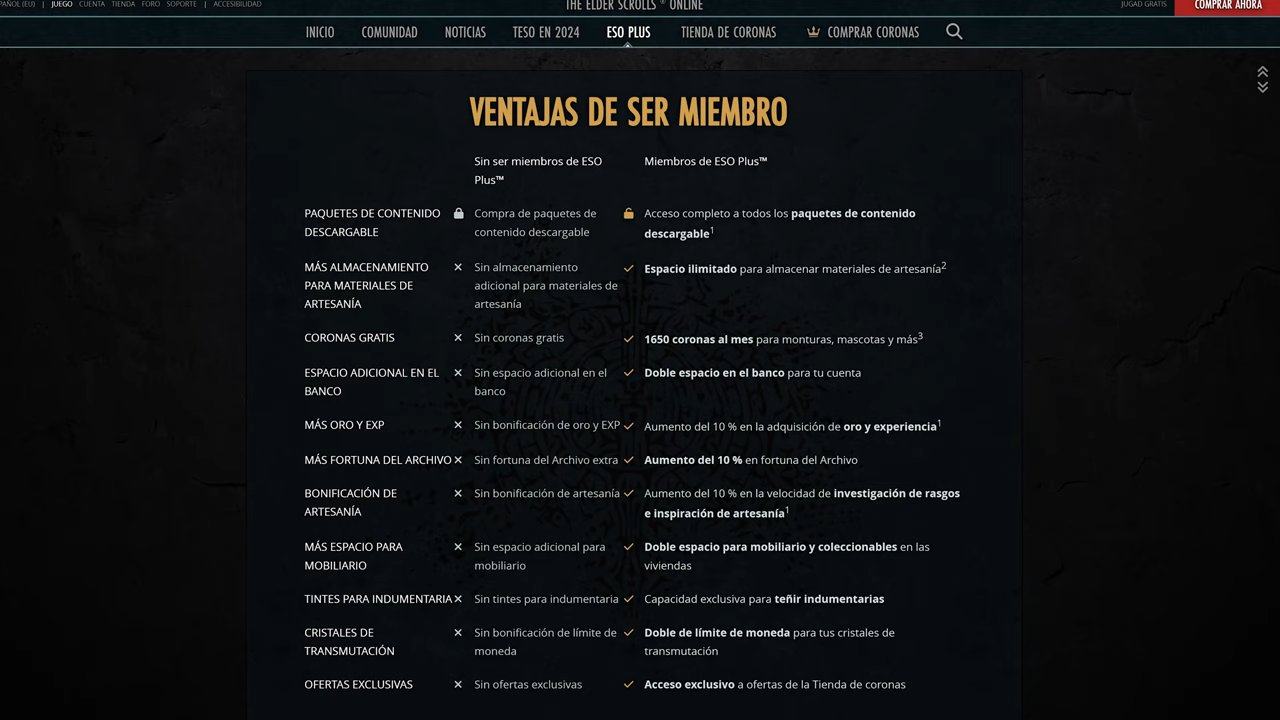 PAÑOL (EU) | JUEGO CUENTA TIENDA FORO SOPORTE | ACCESIBILIDAD
THE ELDER SCROLLS ® ONLINE
JUGAD GRATIS
COMPRAR AHORA
INICIO COMUNIDAD NOTICIAS TESO EN 2024 ESO PLUS TIENDA DE CORONAS COMPRAR CORONAS
VENTAJAS DE SER MIEMBRO
Sin ser miembros de ESO
Plus™
Miembros de ESO Plus™
PAQUETES DE CONTENIDO
DESCARGABLE
Compra de paquetes de
contenido descargable
Acceso completo a todos los paquetes de contenido
descargable1
MÁS ALMACENAMIENTO
PARA MATERIALES DE
ARTESANÍA
Sin almacenamiento
adicional para materiales de
artesanía
Espacio ilimitado para almacenar materiales de artesanía2
CORONAS GRATIS
Sin coronas gratis
1650 coronas al mes para monturas, mascotas y más3
ESPACIO ADICIONAL EN EL
BANCO
Sin espacio adicional en el
banco
Doble espacio en el banco para tu cuenta
MÁS ORO Y EXP
Sin bonificación de oro y EXP
Aumento del 10 % en la adquisición de oro y experiencia1
MÁS FORTUNA DEL ARCHIVO
Sin fortuna del Archivo extra
Aumento del 10 % en fortuna del Archivo
BONIFICACIÓN DE
ARTESANÍA
Sin bonificación de artesanía
Aumento del 10 % en la velocidad de investigación de rasgos
e inspiración de artesanía1
MÁS ESPACIO PARA
MOBILIARIO
Sin espacio adicional para
mobiliario
Doble espacio para mobiliario y coleccionables en las
viviendas
TINTES PARA INDUMENTARIA
Sin tintes para indumentaria
Capacidad exclusiva para teñir indumentarias
CRISTALES DE
TRANSMUTACIÓN
Sin bonificación de límite de
moneda
Doble de límite de moneda para tus cristales de
transmutación
OFERTAS EXCLUSIVAS
Sin ofertas exclusivas
Acceso exclusivo a ofertas de la Tienda de coronas